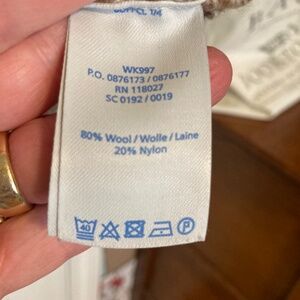 WK997
P.O. 0876173 / 0876177
RN 118027
SC 0192 / 0019
80% Wool / Wolle / Laine
20% Nylon
40
P